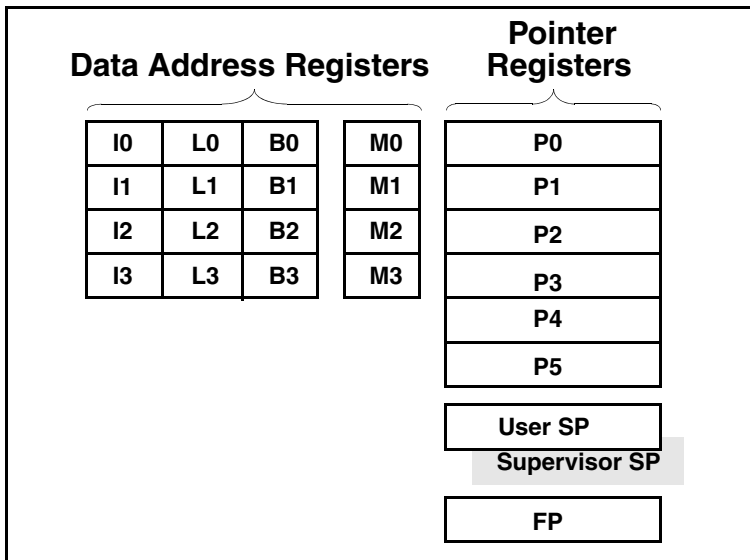 Data Address Registers
Pointer
Registers
I0 L0 B0 M0 P0
I1 L1 B1 M1 P1
I2 L2 B2 M2 P2
I3 L3 B3 M3 P3
P4
P5
User SP
Supervisor SP
FP